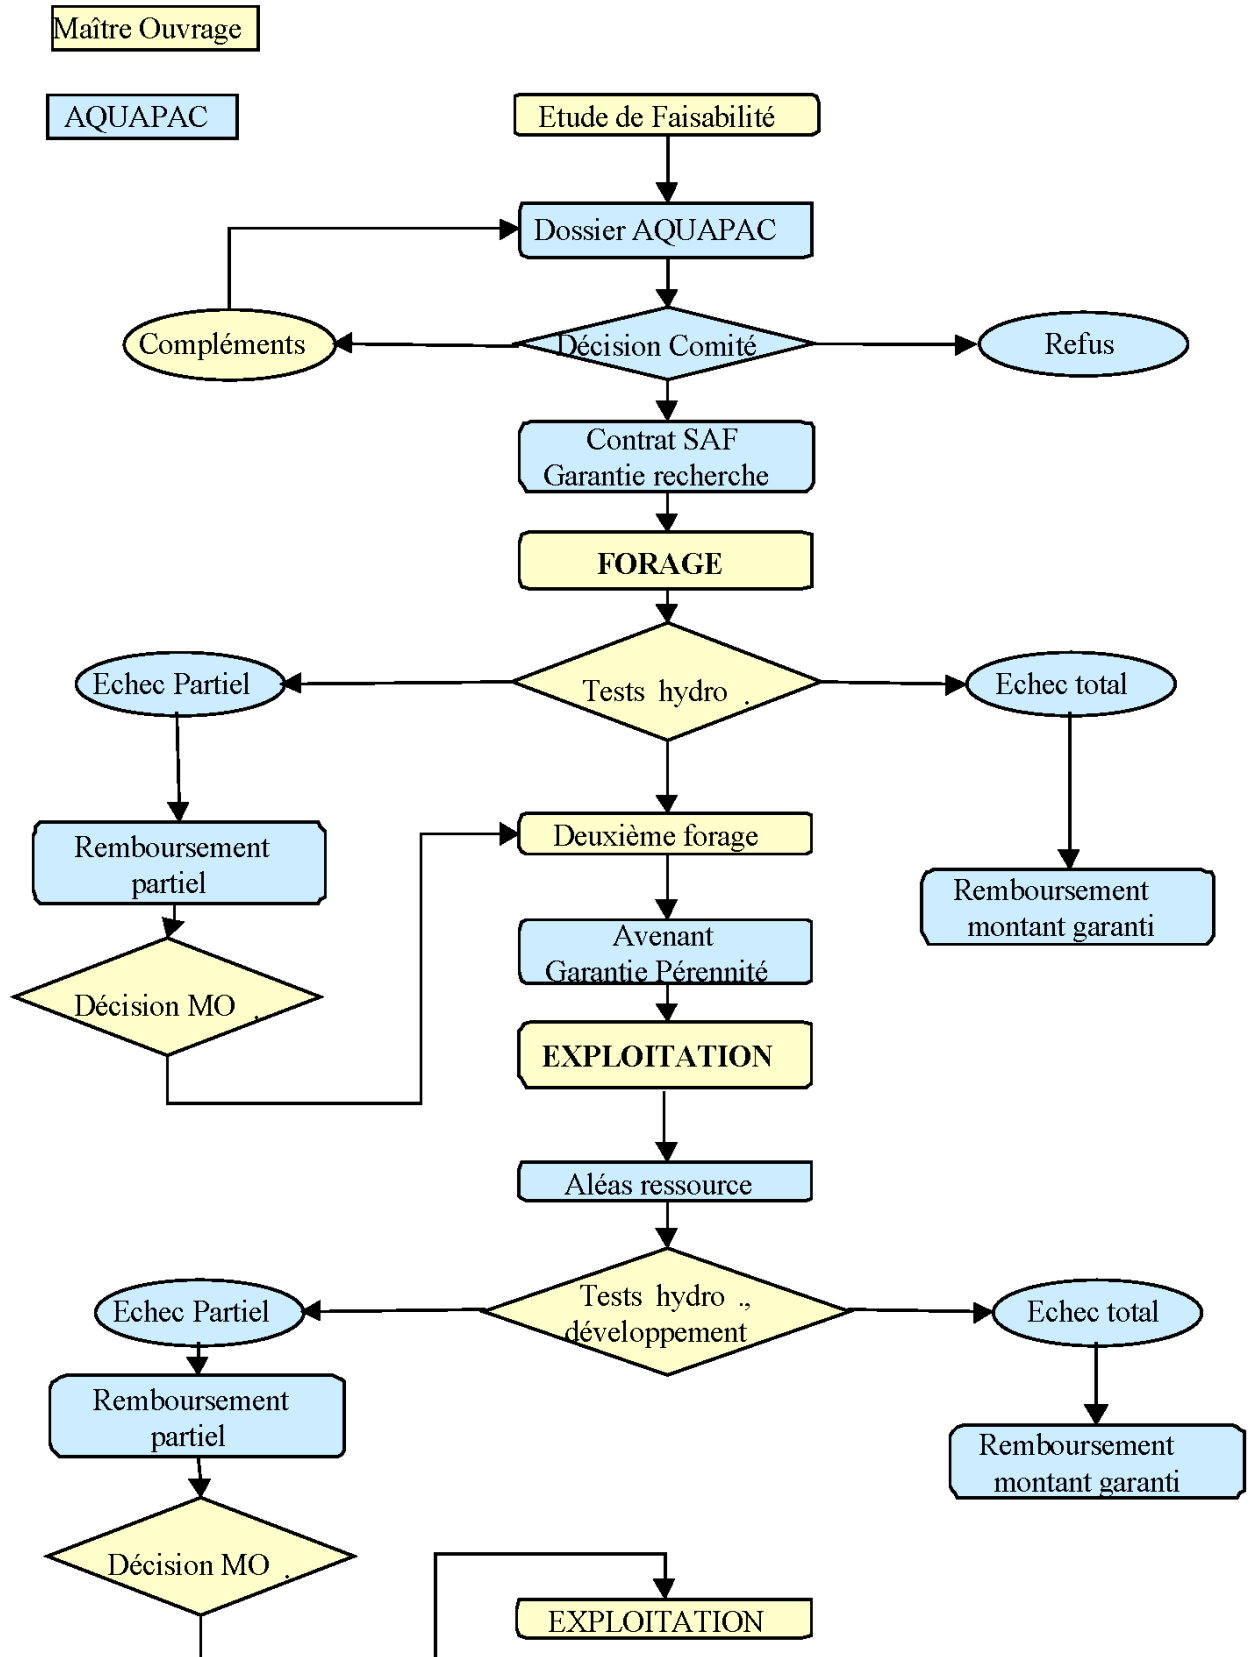 Maître Ouvrage
AQUAPAC
Etude de Faisabilité
Dossier AQUAPAC
Compléments
Décision Comité
Refus
Contrat SAF
Garantie recherche
FORAGE
Echec Partiel
Tests hydro .
Echec total
Remboursement
partiel
Deuxième forage
Remboursement
montant garanti
Avenant
Garantie Pérennité
Décision MO .
EXPLOITATION
Aléas ressource
Echec Partiel
Tests hydro .,
développement
Echec total
Remboursement
partiel
Remboursement
montant garanti
Décision MO .
EXPLOITATION